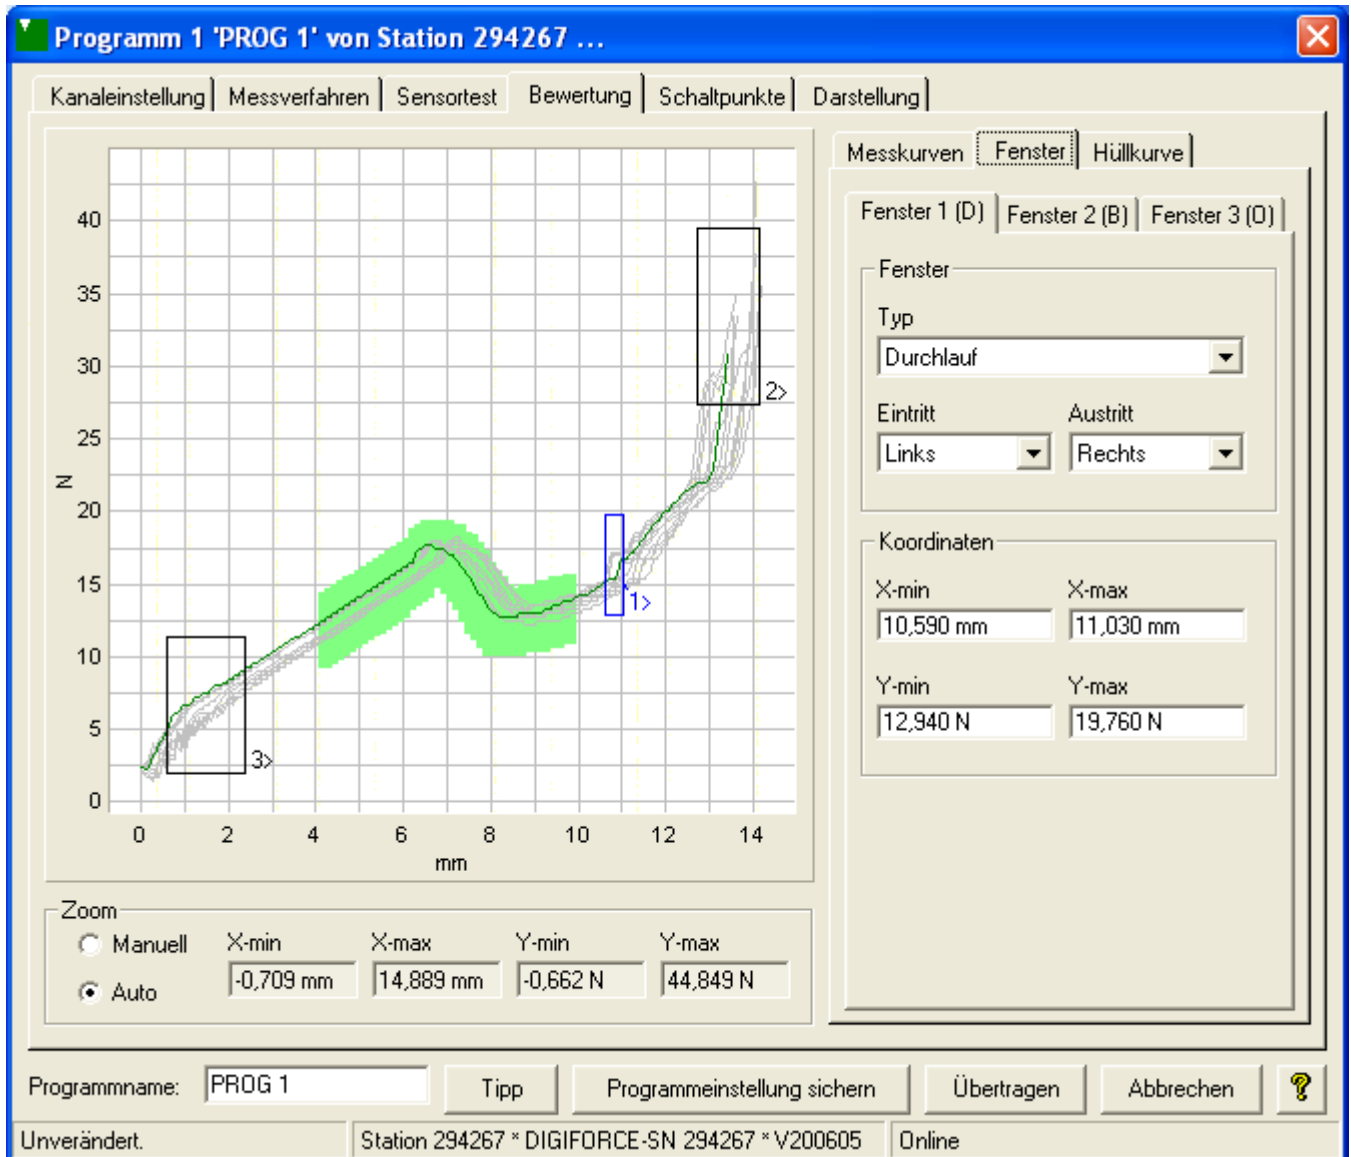 Programm 1 'PROG 1' von Station 294267 ...
Kanaleinstellung Messverfahren Sensortest Bewertung Schaltpunkte Darstellung
Messkurven Fenster Hüllkurve
Fenster 1 (D) Fenster 2 (B) Fenster 3 (O)
Fenster
Typ
Durchlauf
Eintritt Austritt
Links Rechts
Koordinaten
X-min X-max
10,590 mm 11,030 mm
Y-min Y-max
12,940 N 19,760 N
40
35
30
25
20
15
10
5
0
N
2>
1>
3>
0 2 4 6 8 10 12 14
mm
Zoom
Manuell X-min X-max Y-min Y-max
Auto -0,709 mm 14,889 mm -0,662 N 44,849 N
Programmname: PROG 1 Tipp Programmeinstellung sichern Übertragen Abbrechen ?
Unverändert. Station 294267 * DIGIFORCE-SN 294267 * V200605 Online